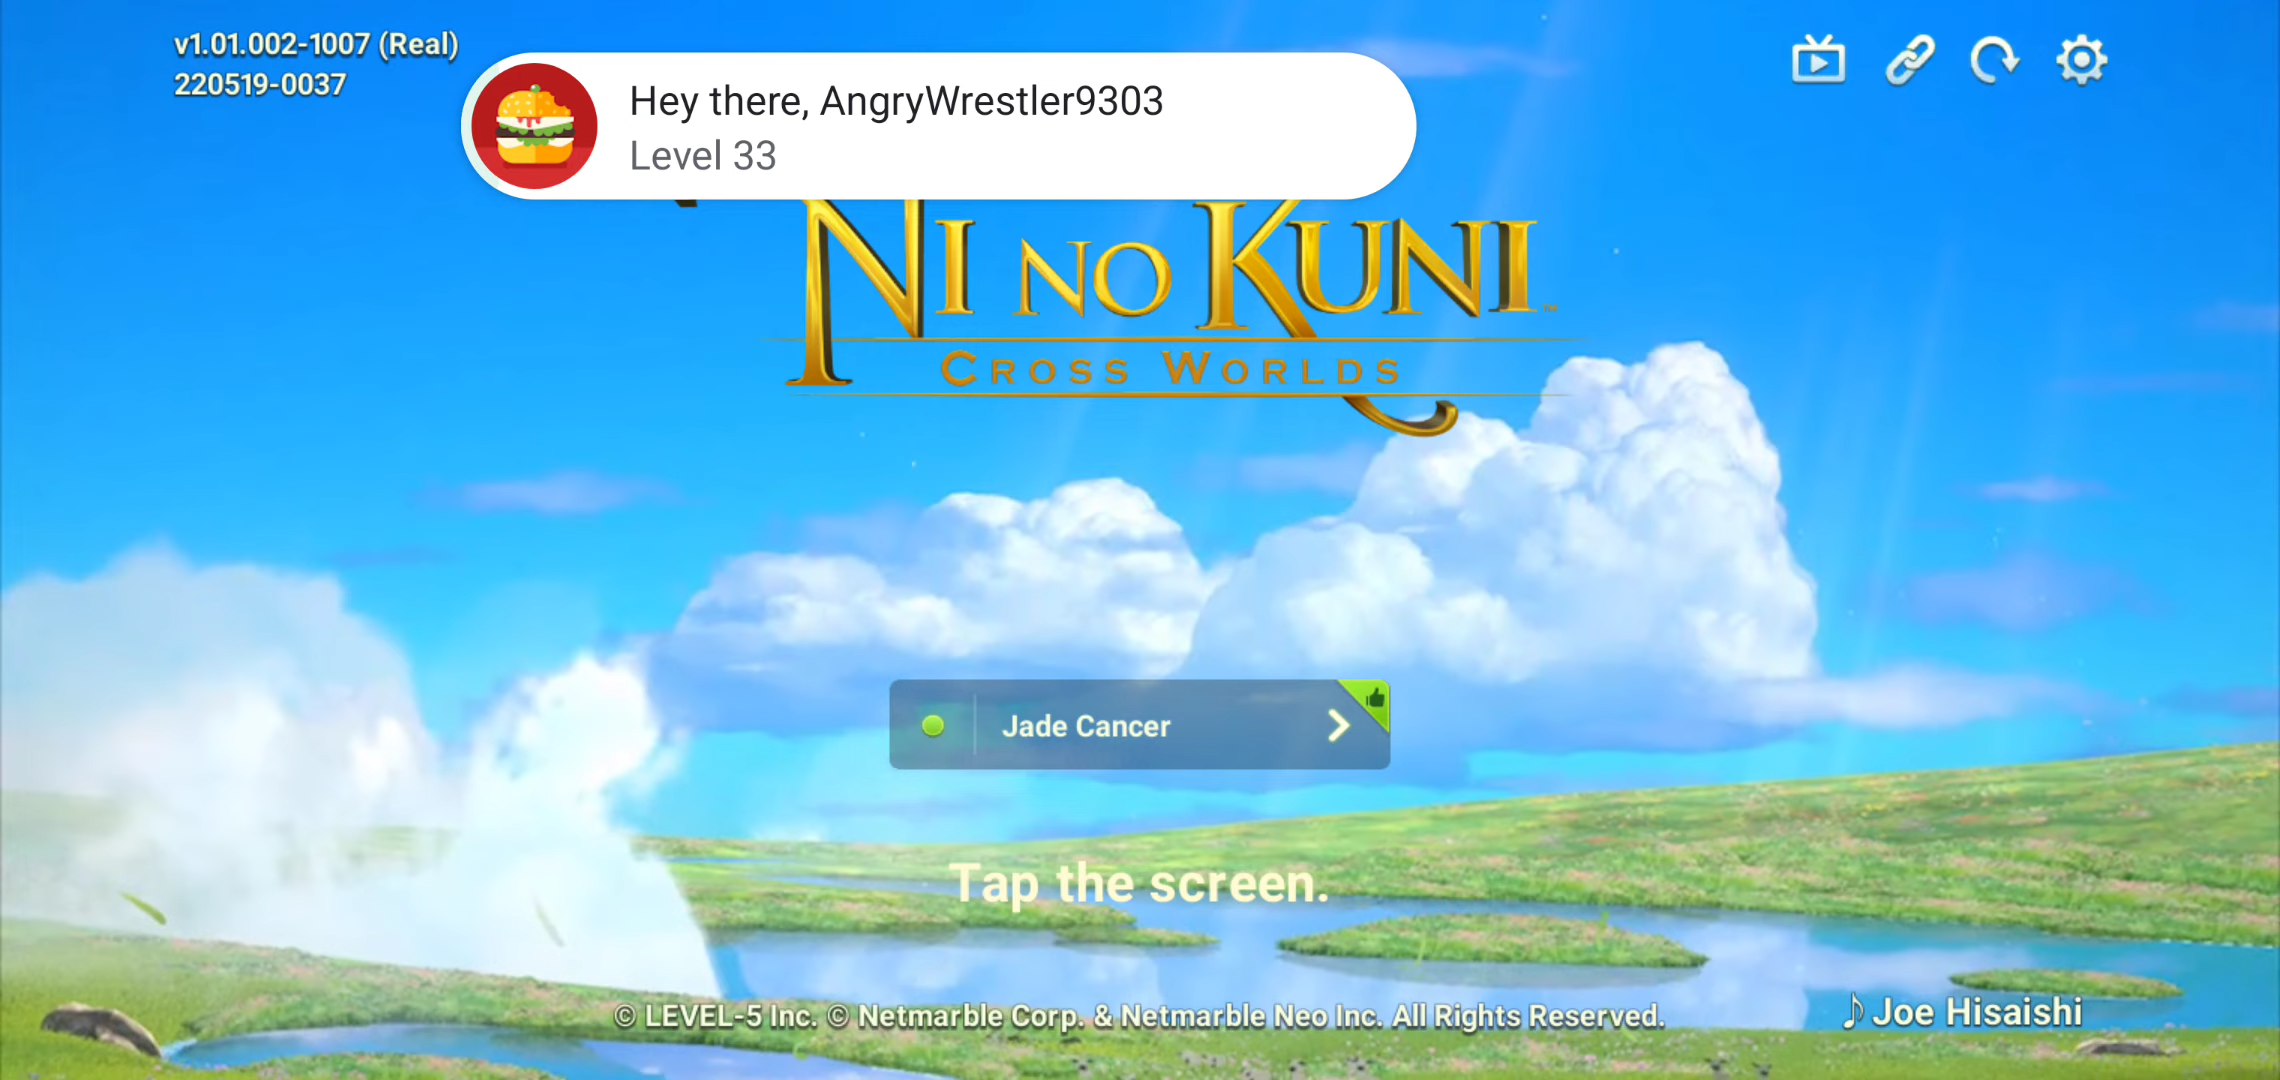 v1.01.002-1007 (Real)
220519-0037
Hey there, AngryWrestler9303
Level 33
NI NO KUNI™
CROSS WORLDS
Jade Cancer
Tap the screen.
© LEVEL-5 Inc. © Netmarble Corp. & Netmarble Neo Inc. All Rights Reserved.
♪ Joe Hisaishi